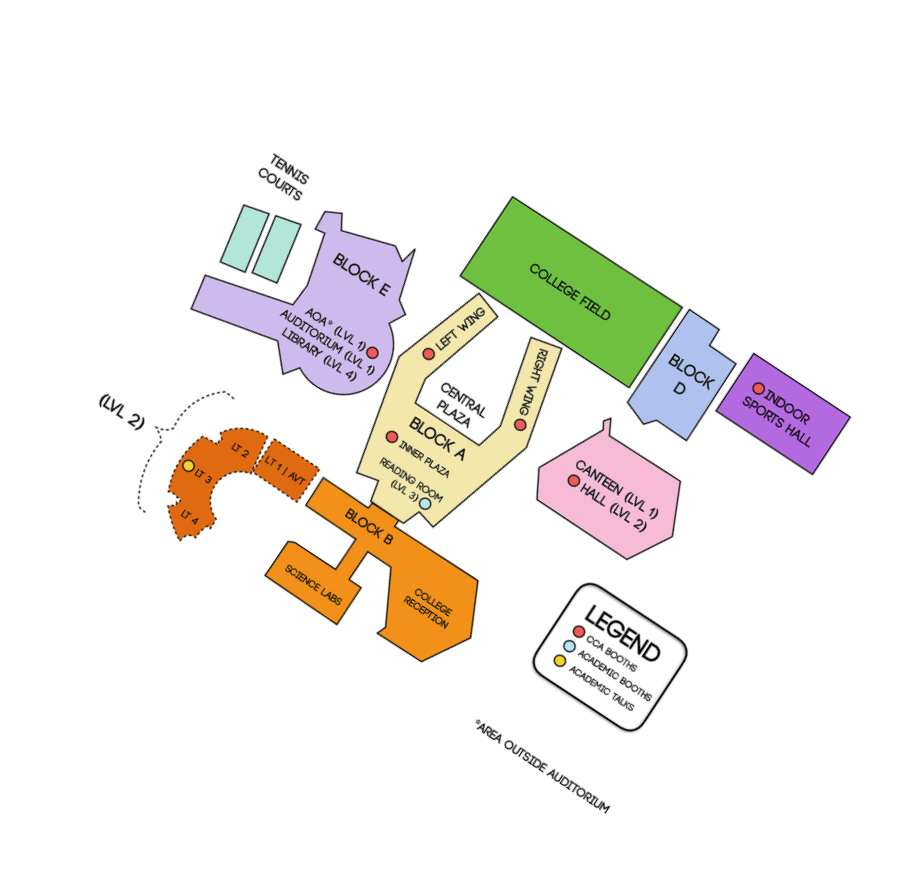 TENNIS
COURTS
BLOCK E
AOA* (LVL 1)
AUDITORIUM (LVL 1)
LIBRARY (LVL 4)
COLLEGE FIELD
LEFT WING
RIGHT WING
CENTRAL
PLAZA
BLOCK A
INNER PLAZA
READING ROOM
(LVL 3)
BLOCK
D
INDOOR
SPORTS HALL
CANTEEN (LVL 1)
HALL (LVL 2)
(LVL 2)
LT 2
LT 1 | AVT
LT 3
LT 4
BLOCK B
SCIENCE LABS
COLLEGE
RECEPTION
LEGEND
CCA BOOTHS
ACADEMIC BOOTHS
ACADEMIC TALKS
*AREA OUTSIDE AUDITORIUM